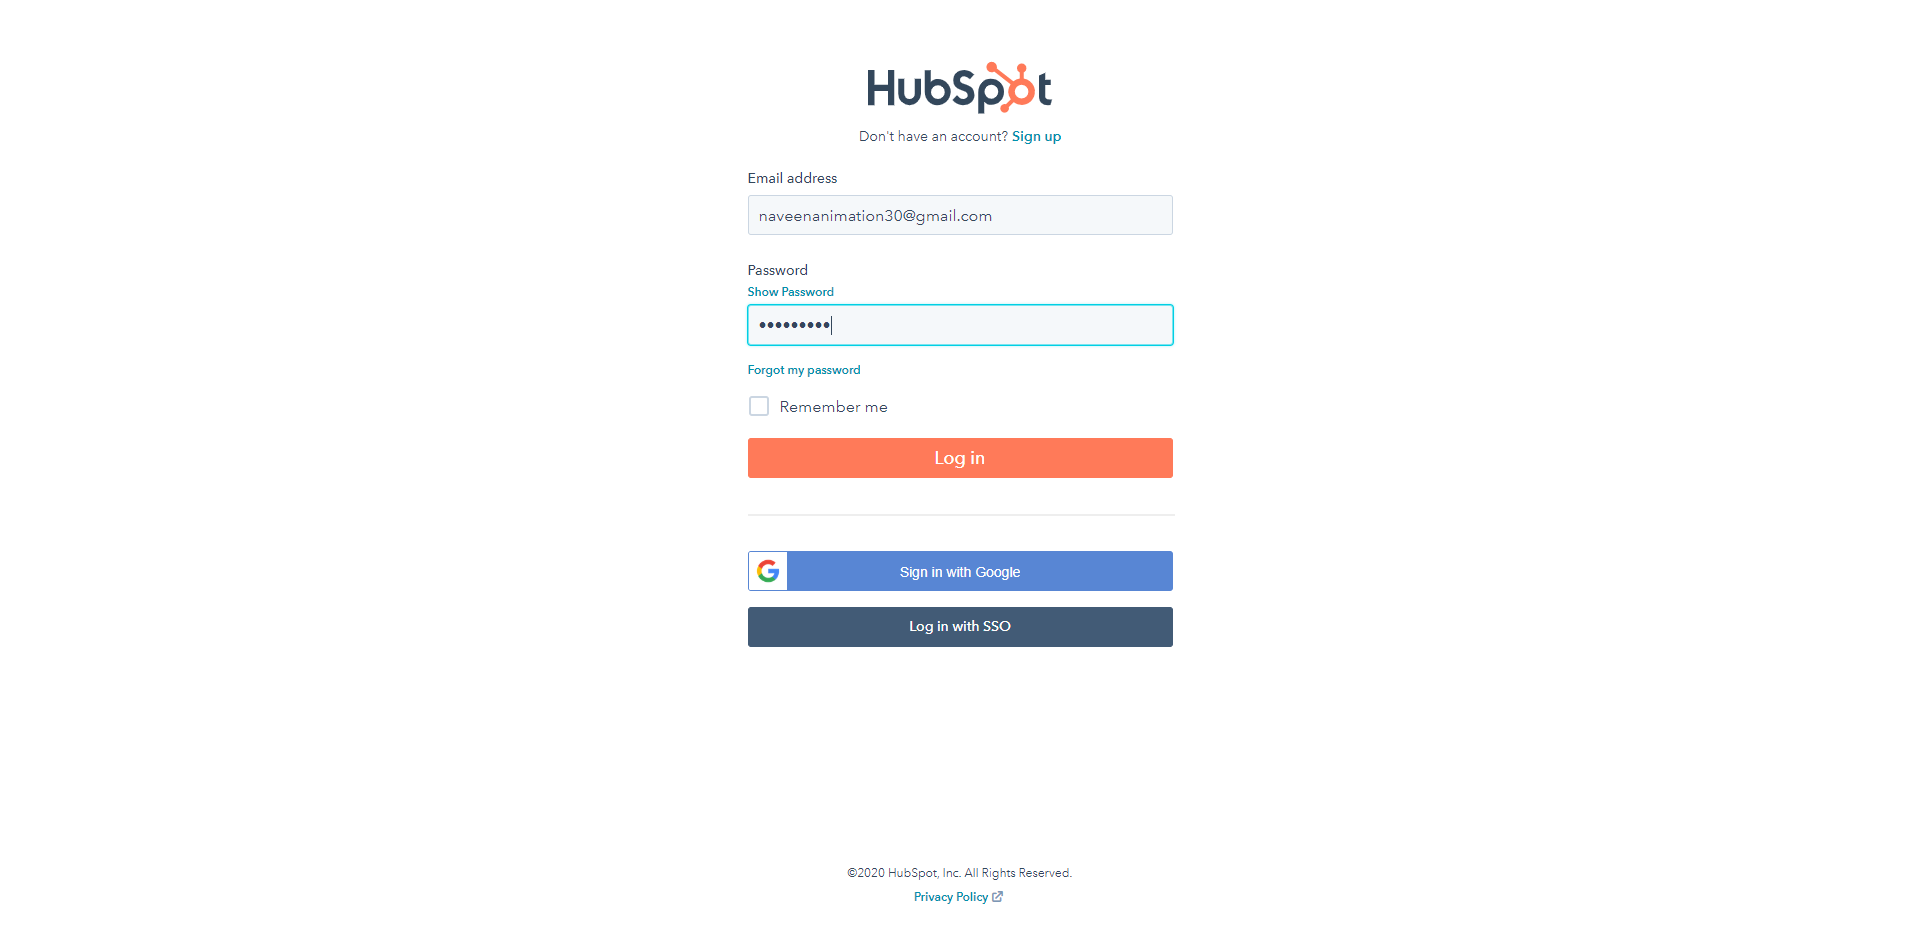 HubSpot
Don't have an account? Sign up
Email address
naveenanimation30@gmail.com
Password
Show Password
•••••••••
Forgot my password
Remember me
Log in
Sign in with Google
Log in with SSO
©2020 HubSpot, Inc. All Rights Reserved.
Privacy Policy